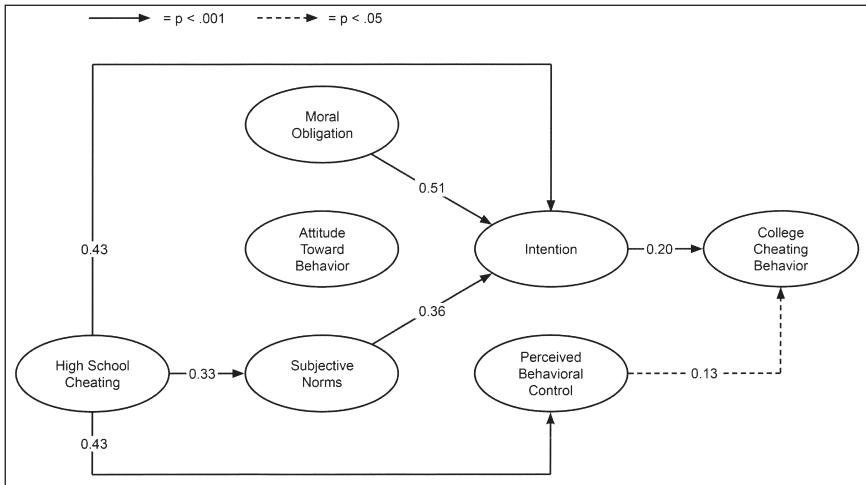 = p < .001
= p < .05
Moral
Obligation
0.51
0.43
Attitude
Toward
Behavior
Intention
0.20
College
Cheating
Behavior
0.36
High School
Cheating
0.33
Subjective
Norms
Perceived
Behavioral
Control
0.13
0.43